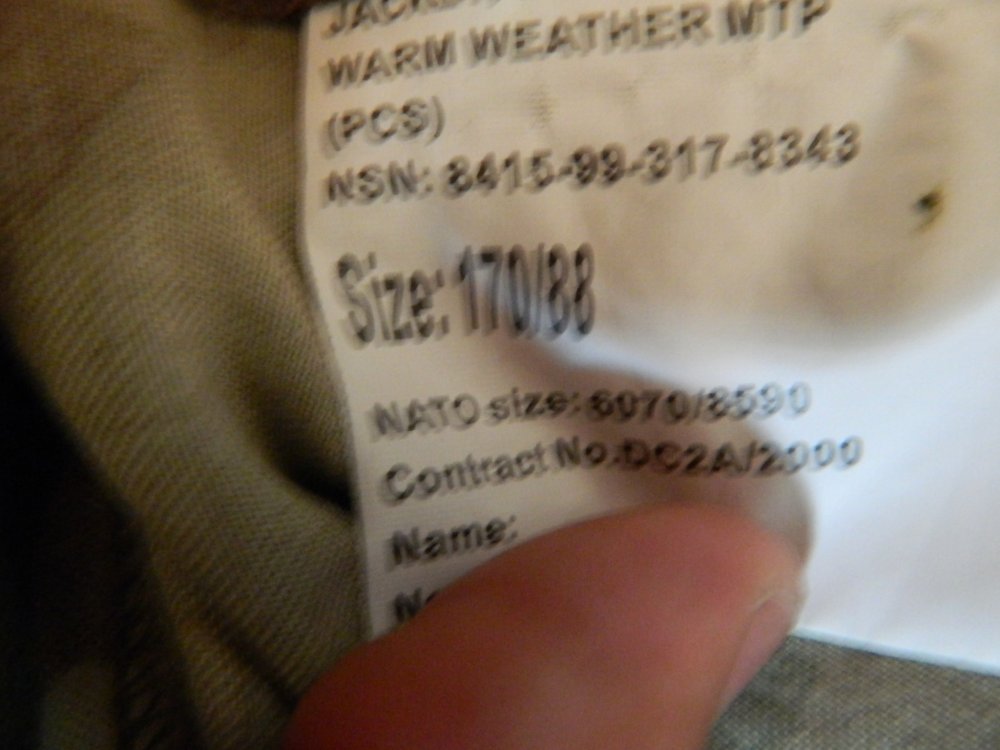 WARM WEATHER MTP
(PCS)
NSN: 8415-99-317-8343
Size: 170/88
NATO size: 6070/8590
Contract No.DC2A/2000
Name: